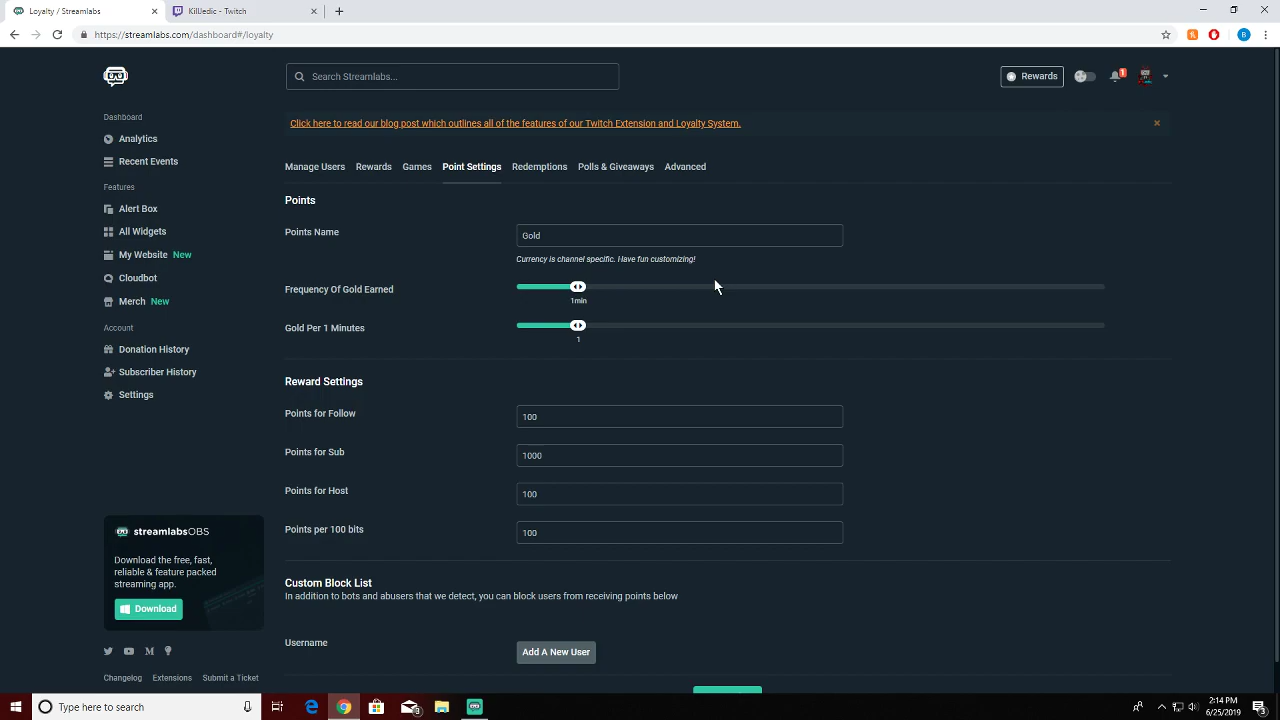 Loyalty / Streamlabs
KillJedic - Twitch
https://streamlabs.com/dashboard#/loyalty
B
Search Streamlabs...
Rewards
1
Click here to read our blog post which outlines all of the features of our Twitch Extension and Loyalty System.
Dashboard
Analytics
Recent Events
Features
Alert Box
All Widgets
My Website New
Cloudbot
Merch New
Account
Donation History
Subscriber History
Settings
streamlabsOBS
Download the free, fast,
reliable & feature packed
streaming app.
Download
Changelog Extensions Submit a Ticket
Manage Users Rewards Games Point Settings Redemptions Polls & Giveaways Advanced
Points
Points Name
Gold
Currency is channel specific. Have fun customizing!
Frequency Of Gold Earned
1min
Gold Per 1 Minutes
1
Reward Settings
Points for Follow
100
Points for Sub
1000
Points for Host
100
Points per 100 bits
100
Custom Block List
In addition to bots and abusers that we detect, you can block users from receiving points below
Username
Add A New User
Type here to search
3
2:14 PM
6/25/2019
3